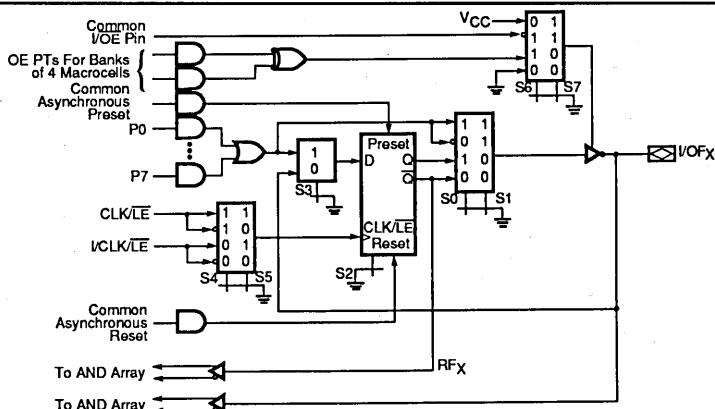 Common
I/OE Pin
OE PTs For Banks
of 4 Macrocells
Common
Asynchronous
Preset
P0
P7
CLK/LE
I/CLK/LE
Common
Asynchronous
Reset
To AND Array
To AND Array
VCC
0 1
1 1
1 0
0 0
S6 S7
1
0
S3
Preset
D Q
Q
CLK/LE
Reset
S2
1 1
0 1
1 0
0 0
S0 S1
1 1
1 0
0 1
0 0
S4 S5
I/OFX
RFX